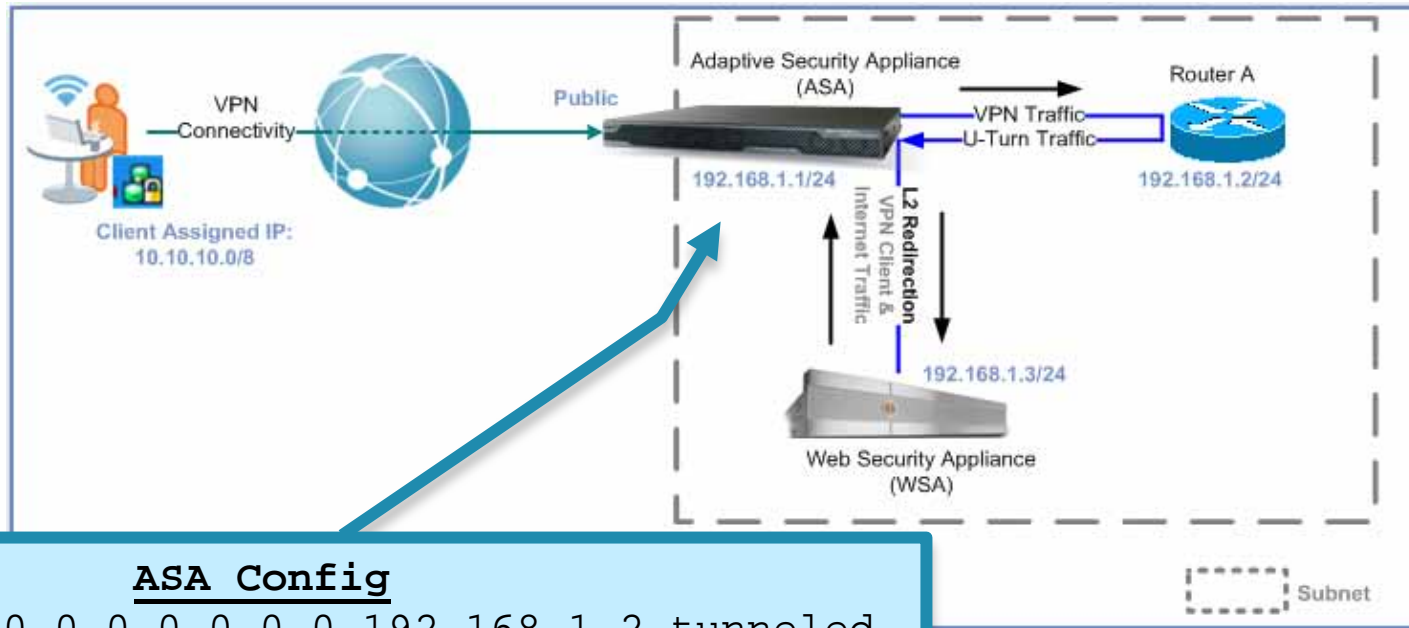 Adaptive Security Appliance
(ASA)
Router A
VPN
Connectivity
Public
VPN Traffic
U-Turn Traffic
192.168.1.1/24
192.168.1.2/24
Client Assigned IP:
10.10.10.0/8
L2 Redirection
VPN Client &
Internet Traffic
192.168.1.3/24
Web Security Appliance
(WSA)
Subnet
ASA Config
0.0.0.0 0.0.0.0 192.168.1.2 tunneled